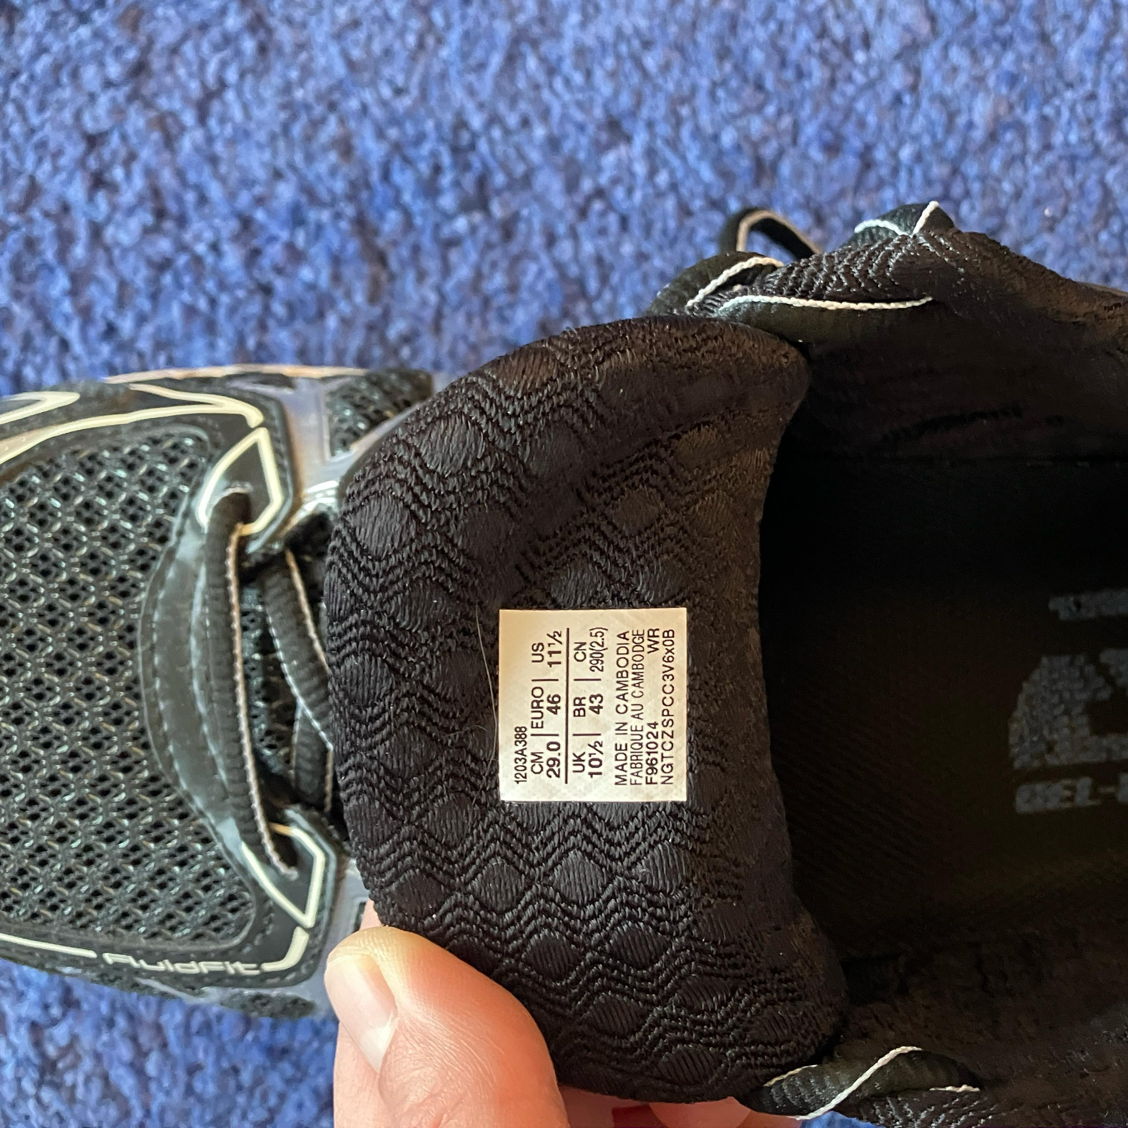 1203A388
CM | EURO | US
29.0 | 46 | 11½
UK | BR | CN
10½ | 43 | 290(2.5)
MADE IN CAMBODIA
FABRIQUE AU CAMBODGE
F961024 WR
NGTCZSPCC3V6x0B
FluidFit
GEL-